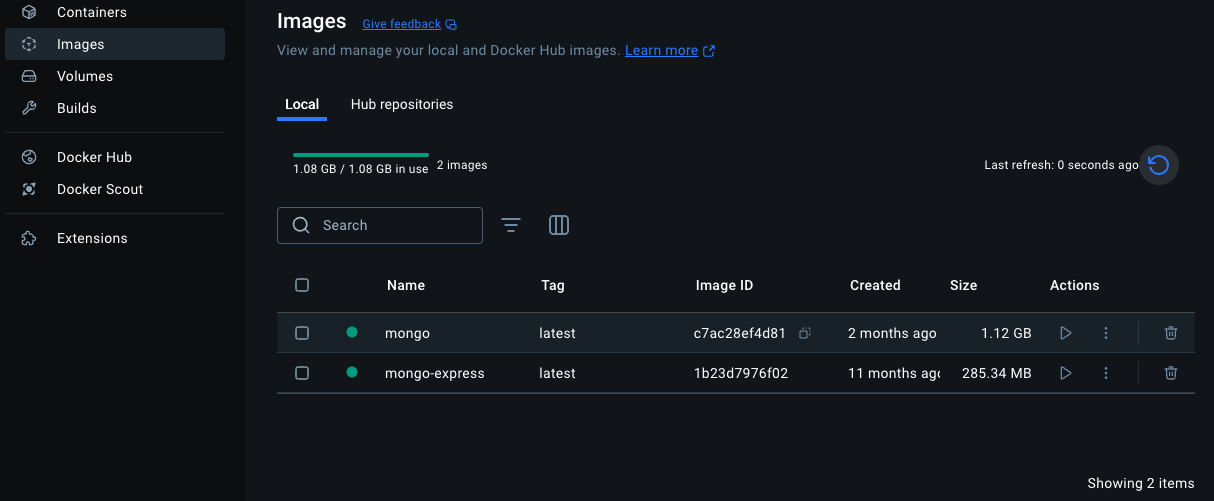 Containers
Images
Volumes
Builds
Docker Hub
Docker Scout
Extensions
Images Give feedback
View and manage your local and Docker Hub images. Learn more
Local Hub repositories
1.08 GB / 1.08 GB in use 2 images
Last refresh: 0 seconds ago
Search
Name Tag Image ID Created Size Actions
mongo latest c7ac28ef4d81 2 months ago 1.12 GB
mongo-express latest 1b23d7976f02 11 months ago 285.34 MB
Showing 2 items